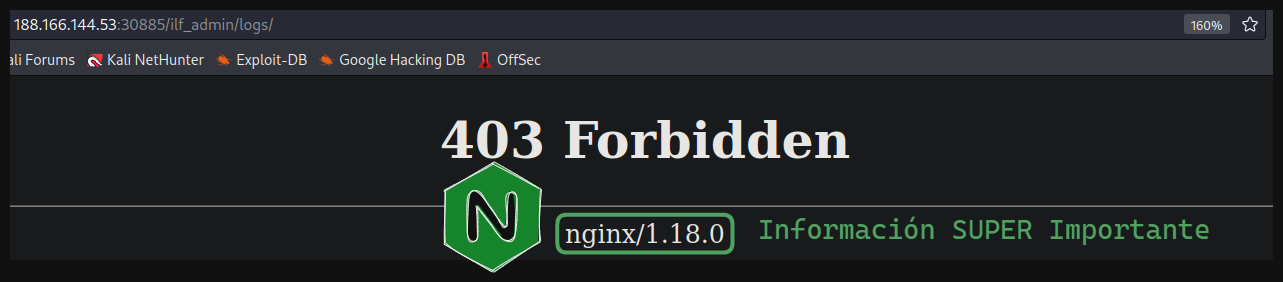 188.166.144.53:30885/ilf_admin/logs/ 160%
ali Forums Kali NetHunter Exploit-DB Google Hacking DB OffSec
403 Forbidden
N
nginx/1.18.0 Información SUPER Importante